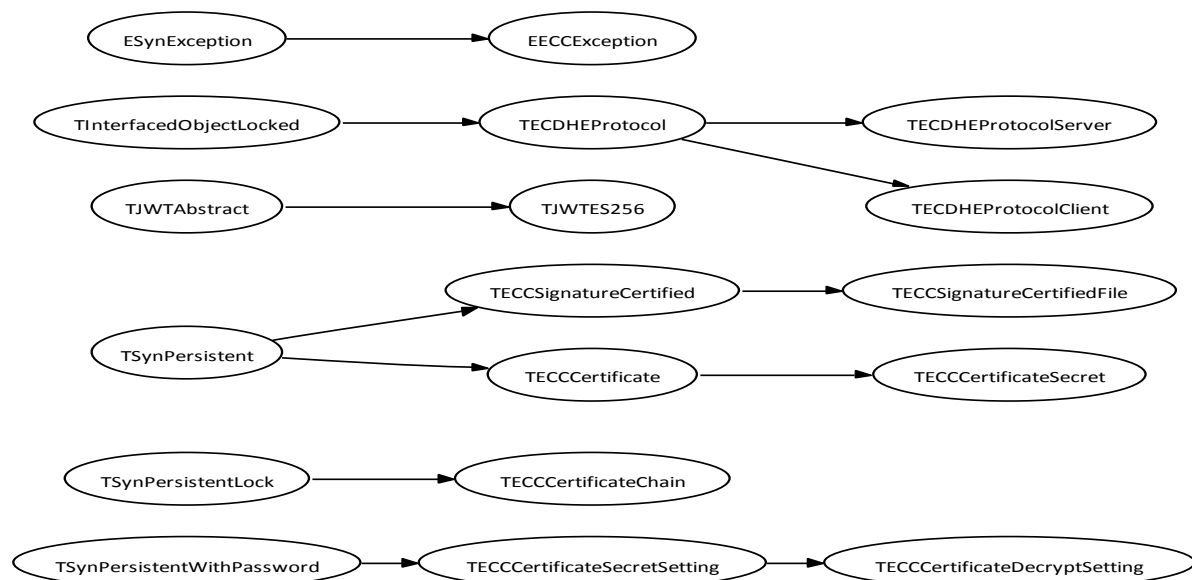 ESynException EECCException
TInterfacedObjectLocked TECDHEProtocol TECDHEProtocolServer
TJWTAbstract TJWTES256 TECDHEProtocolClient
TECCSignatureCertified TECCSignatureCertifiedFile
TSynPersistent
TECCCertificate TECCCertificateSecret
TSynPersistentLock TECCCertificateChain
TSynPersistentWithPassword TECCCertificateSecretSetting TECCCertificateDecryptSetting